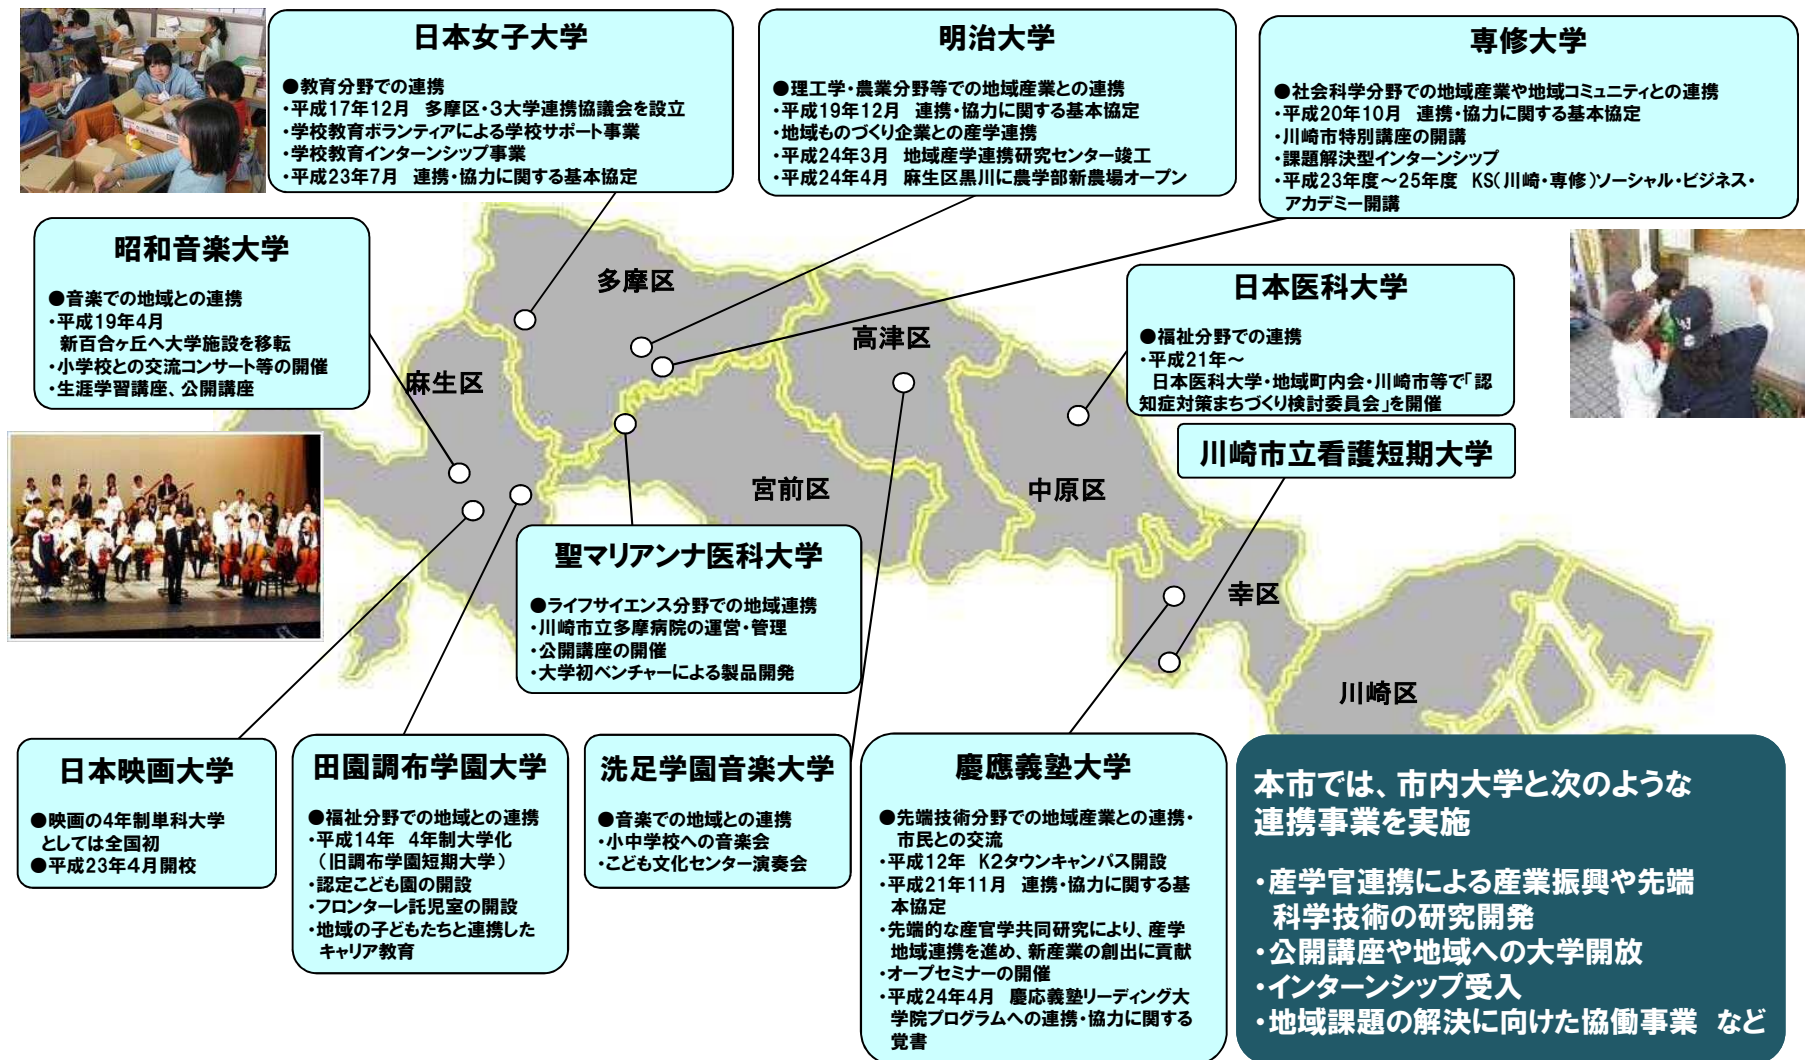 日本女子大学
●教育分野での連携
・平成17年12月　多摩区・3大学連携協議会を設立
・学校教育ボランティアによる学校サポート事業
・学校教育インターンシップ事業
・平成23年7月　連携・協力に関する基本協定
明治大学
●理工学・農業分野等での地域産業との連携
・平成19年12月　連携・協力に関する基本協定
・地域ものづくり企業との産学連携
・平成24年3月　地域産学連携研究センター竣工
・平成24年4月　麻生区黒川に農学部新農場オープン
専修大学
●社会科学分野での地域産業や地域コミュニティとの連携
・平成20年10月　連携・協力に関する基本協定
・川崎市特別講座の開講
・課題解決型インターンシップ
・平成23年度～25年度　KS(川崎・専修)ソーシャル・ビジネス・
アカデミー開講
昭和音楽大学
●音楽での地域との連携
・平成19年4月
新百合ヶ丘へ大学施設を移転
・小学校との交流コンサート等の開催
・生涯学習講座、公開講座
多摩区
高津区
麻生区
宮前区
中原区
幸区
川崎区
日本医科大学
●福祉分野での連携
・平成21年～
日本医科大学・地域町内会・川崎市等で「認
知症対策まちづくり検討委員会」を開催
川崎市立看護短期大学
聖マリアンナ医科大学
●ライフサイエンス分野での地域連携
・川崎市立多摩病院の運営・管理
・公開講座の開催
・大学初ベンチャーによる製品開発
日本映画大学
●映画の4年制単科大学
としては全国初
●平成23年4月開校
田園調布学園大学
●福祉分野での地域との連携
・平成14年　4年制大学化
（旧調布学園短期大学）
・認定こども園の開設
・フロンターレ託児室の開設
・地域の子どもたちと連携した
キャリア教育
洗足学園音楽大学
●音楽での地域との連携
・小中学校への音楽会
・こども文化センター演奏会
慶應義塾大学
●先端技術分野での地域産業との連携・
市民との交流
・平成12年　K2タウンキャンパス開設
・平成21年11月　連携・協力に関する基
本協定
・先端的な産官学共同研究により、産学
地域連携を進め、新産業の創出に貢献
・オープセミナーの開催
・平成24年4月　慶応義塾リーディング大
学院プログラムへの連携・協力に関する
覚書
本市では、市内大学と次のような
連携事業を実施
・産学官連携による産業振興や先端
科学技術の研究開発
・公開講座や地域への大学開放
・インターンシップ受入
・地域課題の解決に向けた協働事業　など